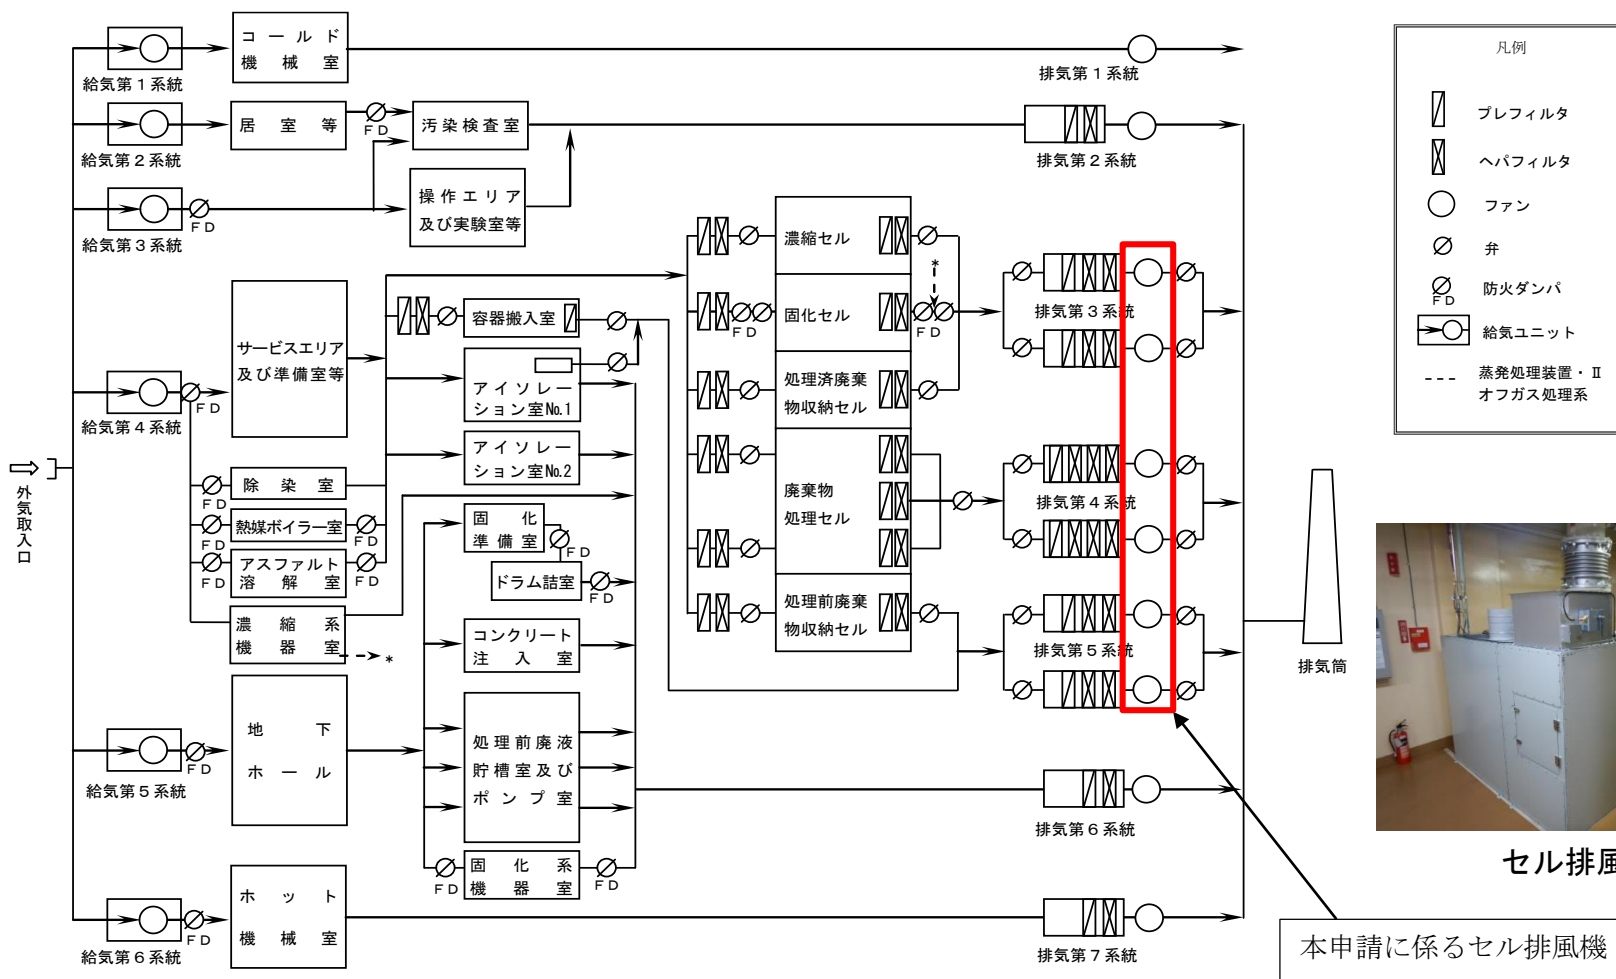 コールド
機械室
給気第１系統
排気第１系統
居室等
ＦＤ
汚染検査室
給気第２系統
排気第２系統
操作エリア
及び実験室等
ＦＤ
給気第３系統
濃縮セル
*
容器搬入室
固化セル
ＦＤ
ＦＤ
排気第３系統
サービスエリア
及び準備室等
アイソレー
ション室№1
処理済廃棄
物収納セル
ＦＤ
給気第４系統
アイソレー
ション室№2
廃棄物
処理セル
排気第４系統
外気取入口
除染室
ＦＤ
熱媒ボイラー室
ＦＤ
ＦＤ
固化
準備室
ＦＤ
アスファルト
溶解室
ＦＤ
ＦＤ
ドラム詰室
ＦＤ
処理前廃棄
物収納セル
濃縮系
機器室
*
コンクリート
注入室
排気第５系統
排気筒
地下
ホール
ＦＤ
給気第５系統
処理前廃液
貯槽室及び
ポンプ室
排気第６系統
固化系
機器室
ＦＤ
ＦＤ
ホット
機械室
ＦＤ
給気第６系統
排気第７系統
凡例
プレフィルタ
ヘパフィルタ
ファン
弁
ＦＤ
防火ダンパ
給気ユニット
蒸発処理装置・Ⅱ
オフガス処理系
セル排風
本申請に係るセル排風機